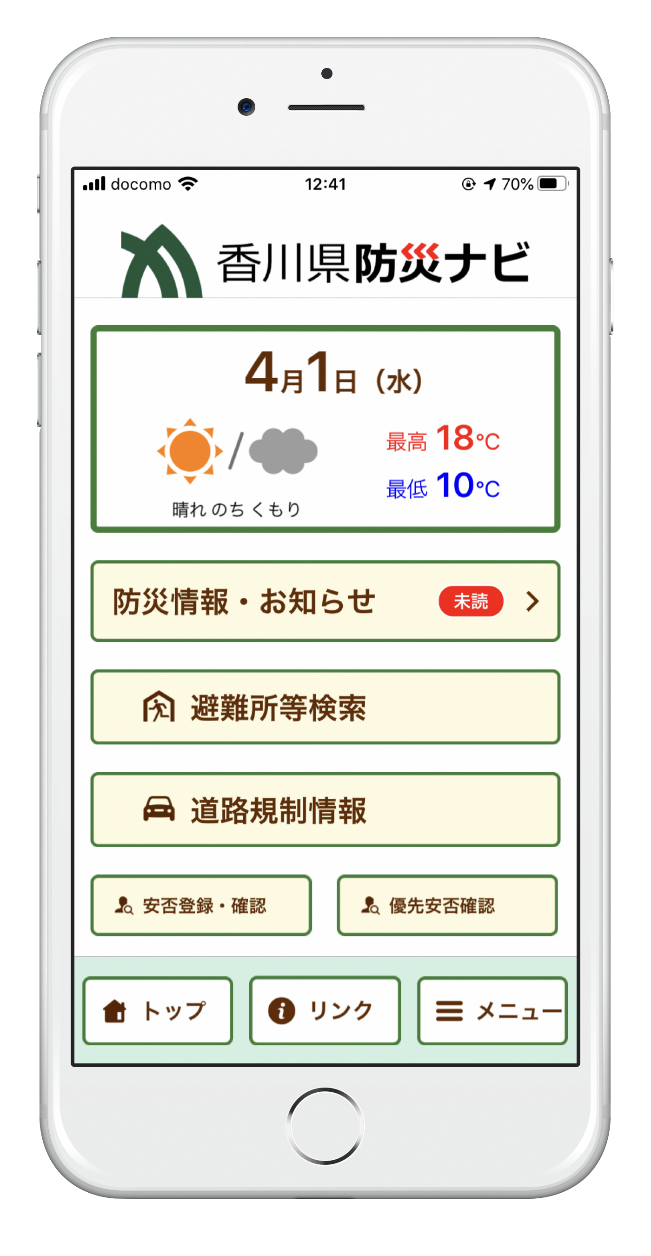 docomo 12:41 70%
香川県防災ナビ
4月1日（水）
最高 18℃
最低 10℃
晴れ のち くもり
防災情報・お知らせ 未読
避難所等検索
道路規制情報
安否登録・確認 優先安否確認
トップ リンク メニュー